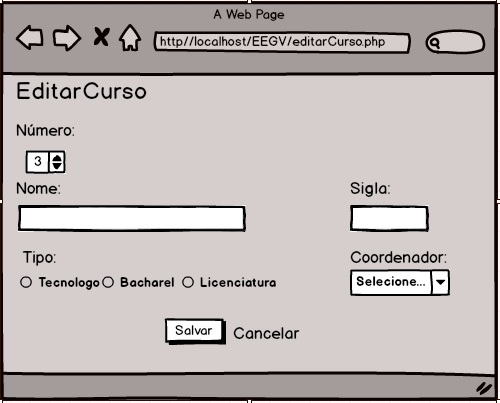 A Web Page
http//localhost/EEGV/editarCurso.php
EditarCurso
Número:
3
Nome: Sigla:
Tipo: Coordenador:
Tecnologo Bacharel Licenciatura Selecione...
Salvar Cancelar